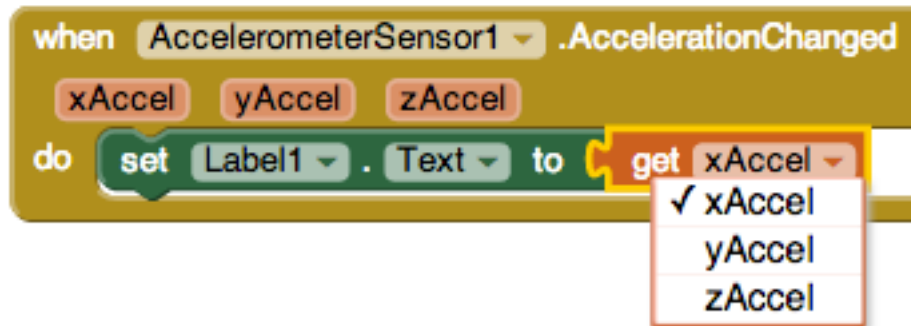 when AccelerometerSensor1 .AccelerationChanged
xAccel yAccel zAccel
do set Label1 . Text to get xAccel
✓ xAccel
yAccel
zAccel